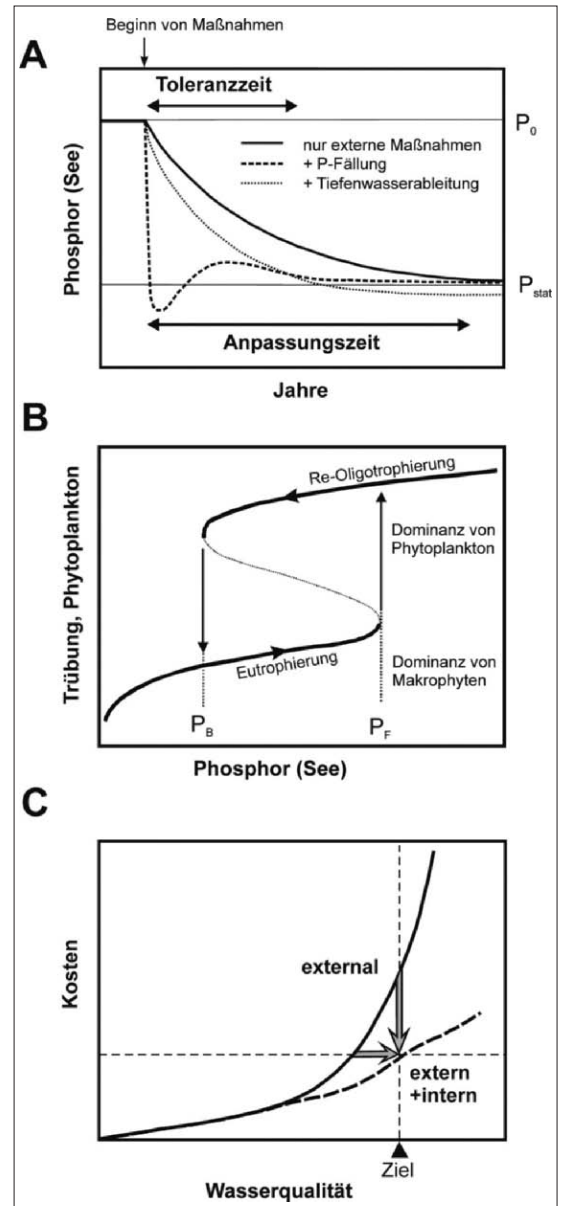 Beginn von Maßnahmen
A
Toleranzzeit
P₀
nur externe Maßnahmen
+ P-Fällung
+ Tiefenwasserableitung
Phosphor (See)
Pstat
Anpassungszeit
Jahre
B
Re-Oligotrophierung
Trübung, Phytoplankton
Dominanz von
Phytoplankton
Eutrophierung
Dominanz von
Makrophyten
PB
PF
Phosphor (See)
C
Kosten
external
extern
+intern
Ziel
Wasserqualität